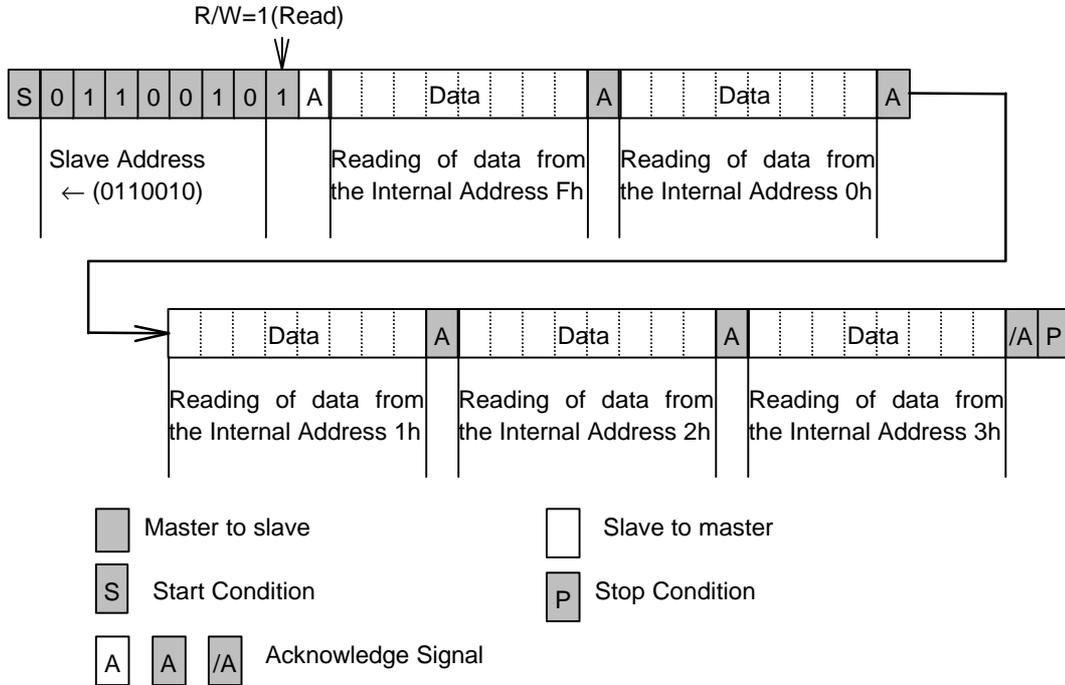 R/W=1(Read)
S 0 1 1 0 0 1 0 1 A Data A Data A
Slave Address
← (0110010)
Reading of data from
the Internal Address Fh
Reading of data from
the Internal Address 0h
Data A Data A Data /A P
Reading of data from
the Internal Address 1h
Reading of data from
the Internal Address 2h
Reading of data from
the Internal Address 3h
Master to slave
Slave to master
S Start Condition
P Stop Condition
A A /A Acknowledge Signal